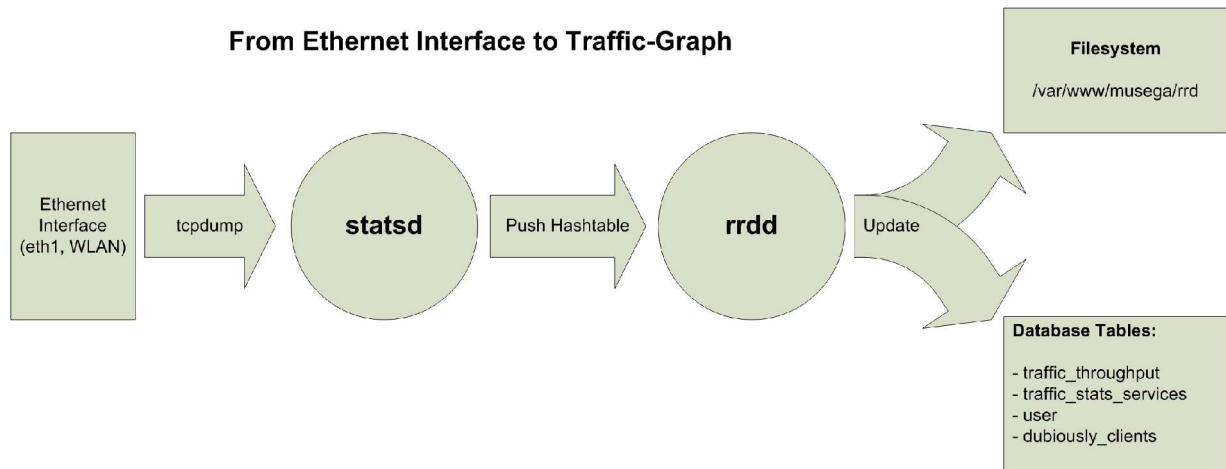 From Ethernet Interface to Traffic-Graph
Ethernet
Interface
(eth1, WLAN)
tcpdump
statsd
Push Hashtable
rrdd
Update
Filesystem
/var/www/musega/rrd
Database Tables:
- traffic_throughput
- traffic_stats_services
- user
- dubiously_clients